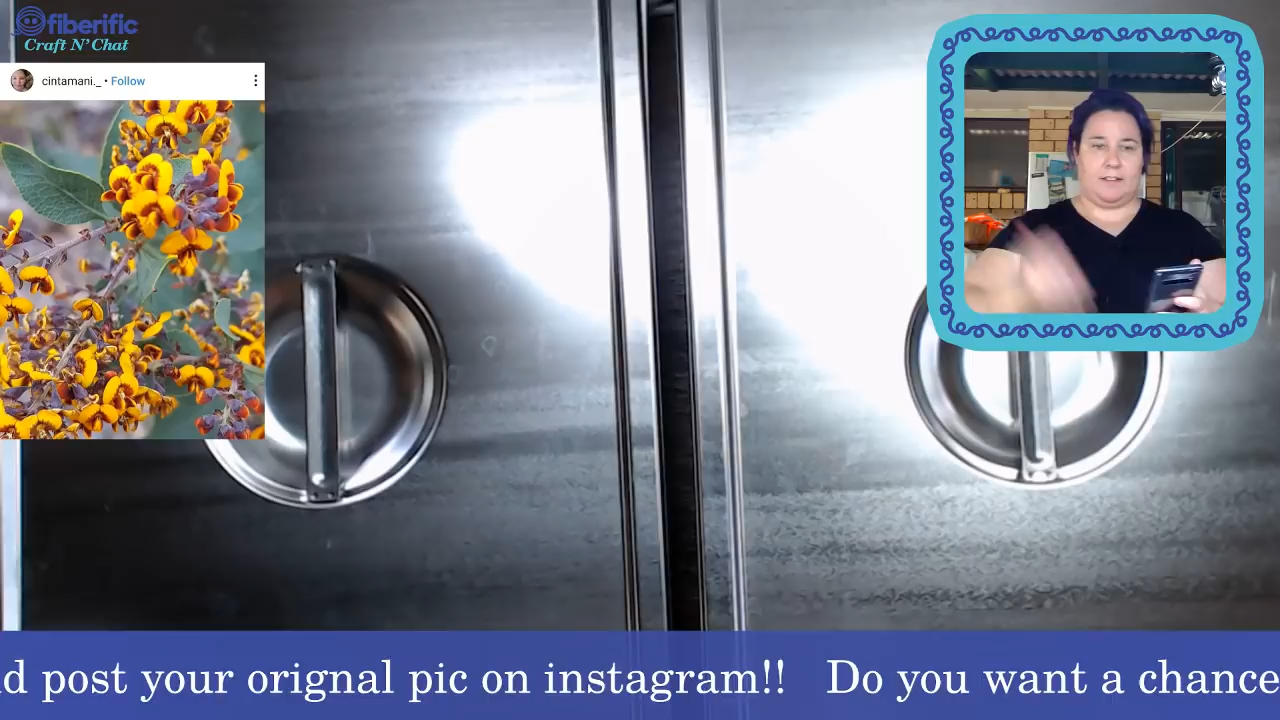 fiberific
Craft N' Chat
cintamani._ • Follow
d post your orignal pic on instagram!! Do you want a chance